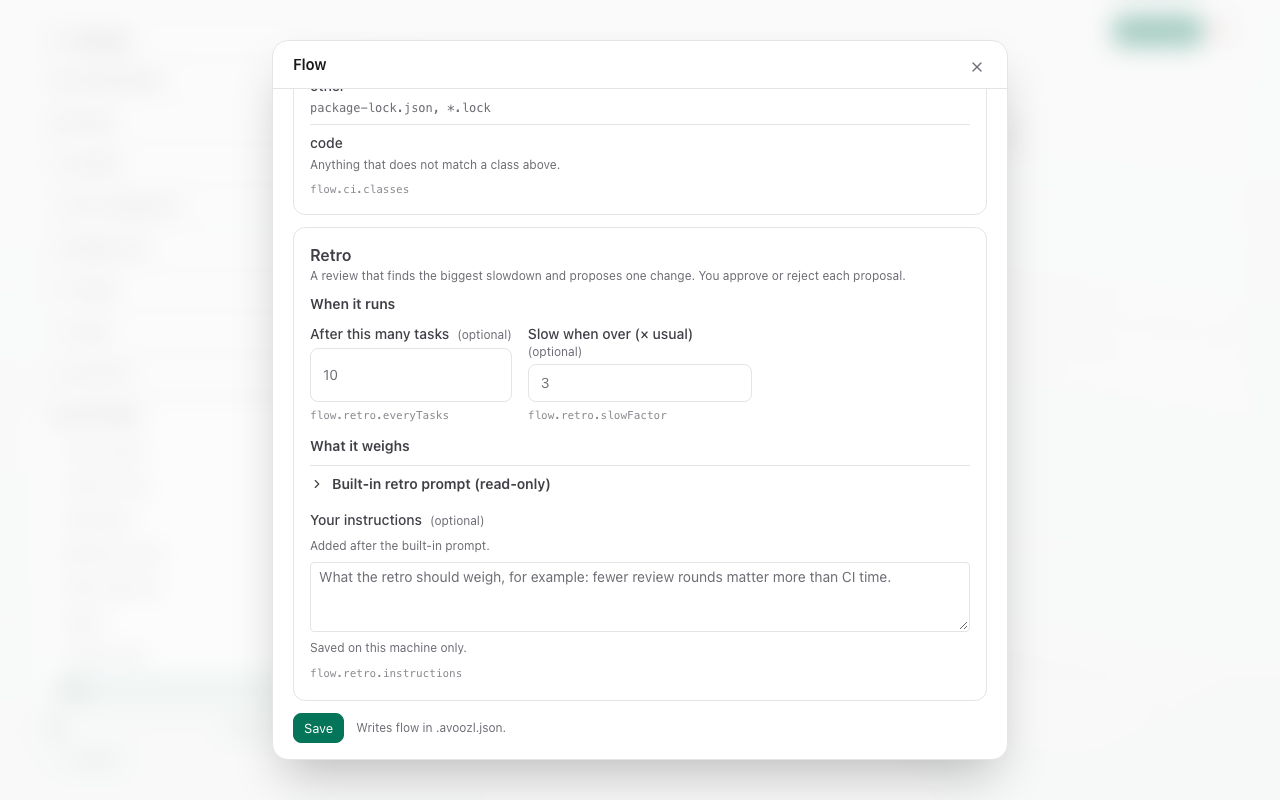 Flow
package-lock.json, *.lock
code
Anything that does not match a class above.
flow.ci.classes
Retro
A review that finds the biggest slowdown and proposes one change. You approve or reject each proposal.
When it runs
After this many tasks (optional)
Slow when over (× usual)
(optional)
10
3
flow.retro.everyTasks
flow.retro.slowFactor
What it weighs
Built-in retro prompt (read-only)
Your instructions (optional)
Added after the built-in prompt.
What the retro should weigh, for example: fewer review rounds matter more than CI time.
Saved on this machine only.
flow.retro.instructions
Save
Writes flow in .avoozl.json.